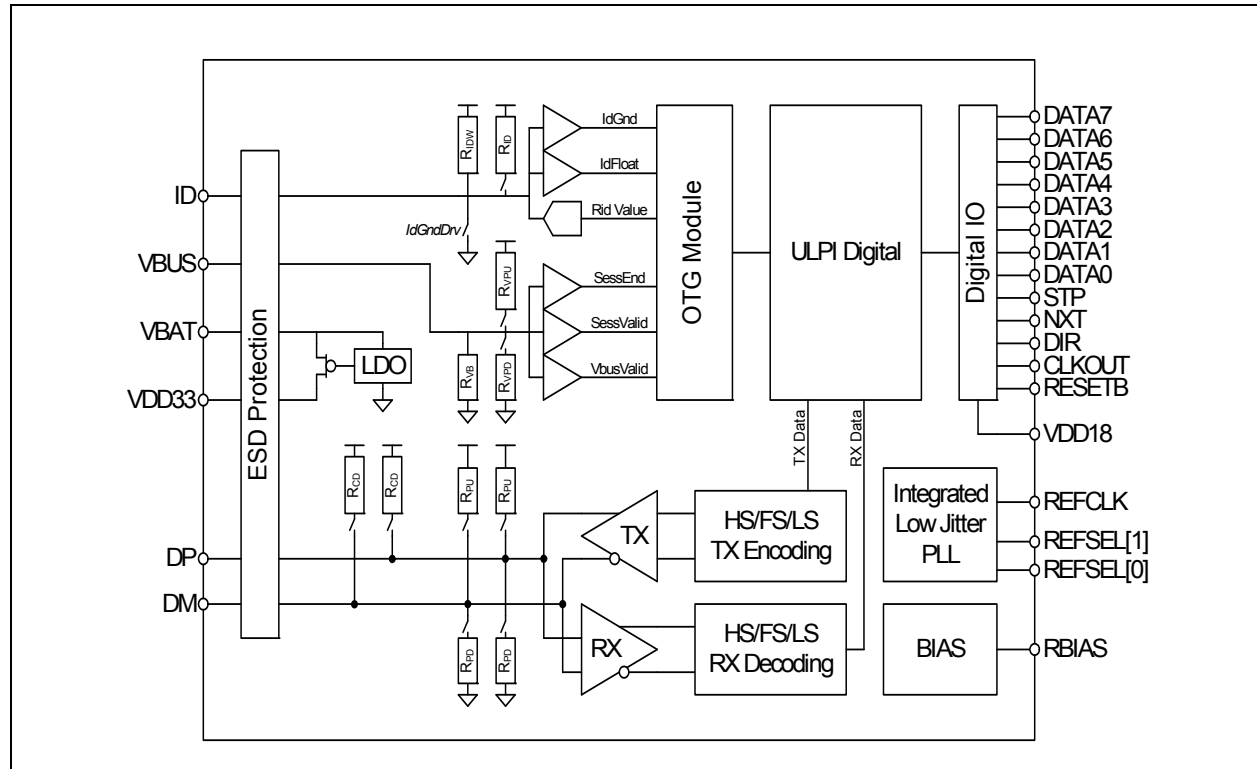 ID
VBUS
VBAT
VDD33
DP
DM
ESD Protection
LDO
RIDW
RID
IdGndDrv
IdGnd
IdFloat
Rid Value
RVPU
RVB
RVPD
SessEnd
SessValid
VbusValid
OTG Module
ULPI Digital
Digital IO
DATA7
DATA6
DATA5
DATA4
DATA3
DATA2
DATA1
DATA0
STP
NXT
DIR
CLKOUT
RESETB
VDD18
TX Data
RX Data
RCD
RCD
RPU
RPU
RPD
RPD
TX
HS/FS/LS
TX Encoding
RX
HS/FS/LS
RX Decoding
Integrated
Low Jitter
PLL
REFCLK
REFSEL[1]
REFSEL[0]
BIAS
RBIAS